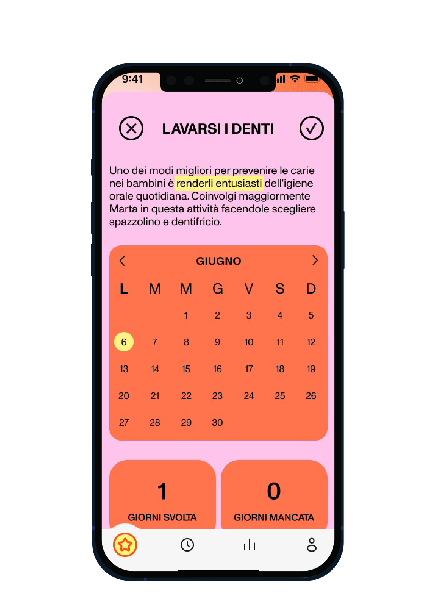 9:41
LAVARSI I DENTI
Uno dei modi migliori per prevenire le carie
nei bambini è renderli entusiasti dell'igiene
orale quotidiana. Coinvolgi maggiormente
Marta in questa attività facendole scegliere
spazzolino e dentifricio.
GIUGNO
L M M G V S D
1 2 3 4 5
6 7 8 9 10 11 12
13 14 15 16 17 18 19
20 21 22 23 24 25 26
27 28 29 30
1 0
GIORNI SVOLTA GIORNI MANCATA